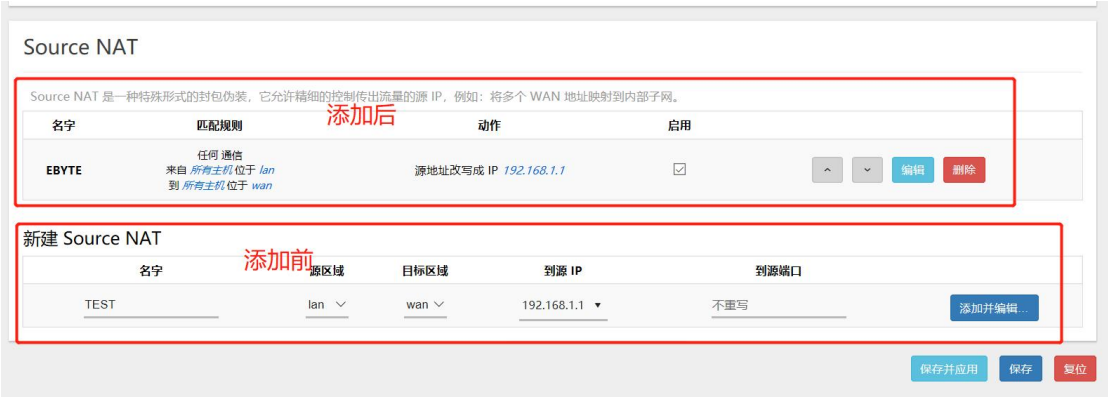 Source NAT
Source NAT 是一种特殊形式的封包伪装，它允许精细的控制传出流量的源 IP，例如：将多个 WAN 地址映射到内部子网。
添加后
名字 匹配规则 动作 启用
任何 通信
EBYTE 来自 所有主机 位于 lan 源地址改写成 IP 192.168.1.1 编辑 删除
到 所有主机 位于 wan
新建 Source NAT
添加前
名字 源区域 目标区域 到源 IP 到源端口
TEST lan wan 192.168.1.1 不重写 添加并编辑...
保存并应用 保存 复位